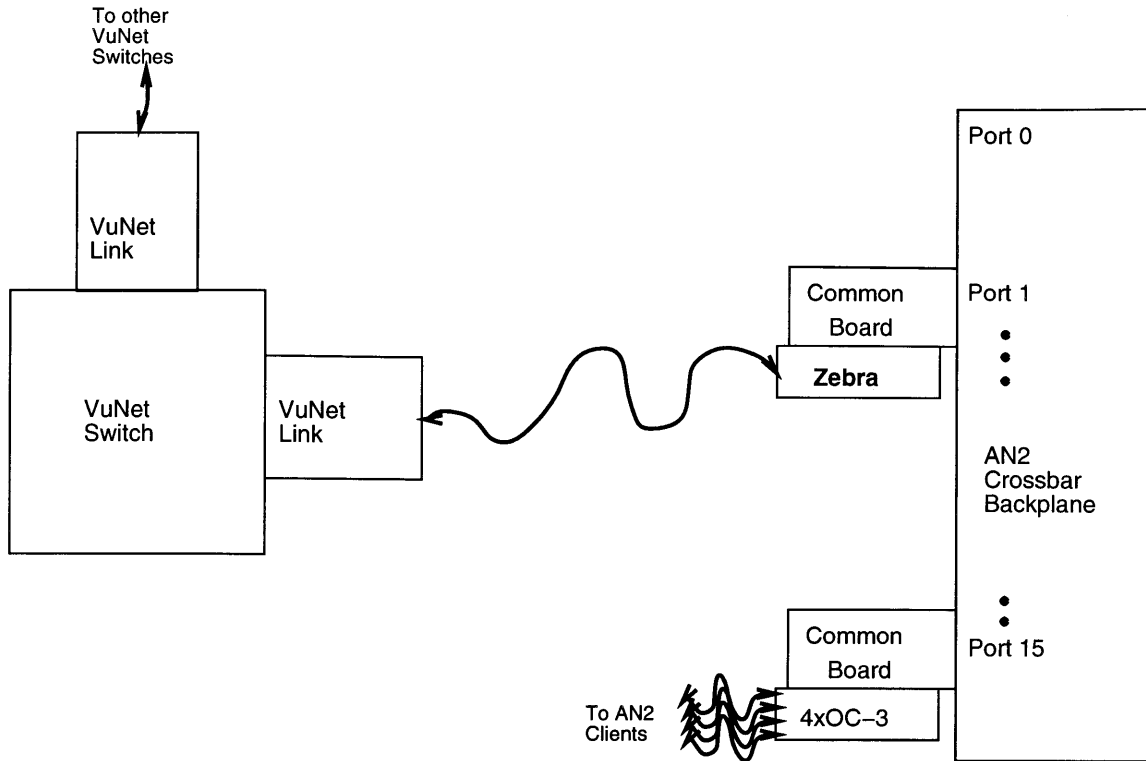 To other
VuNet
Switches
VuNet
Link
VuNet
Switch
VuNet
Link
Common
Board
Zebra
Port 0
Port 1
AN2
Crossbar
Backplane
Port 15
Common
Board
4xOC−3
To AN2
Clients